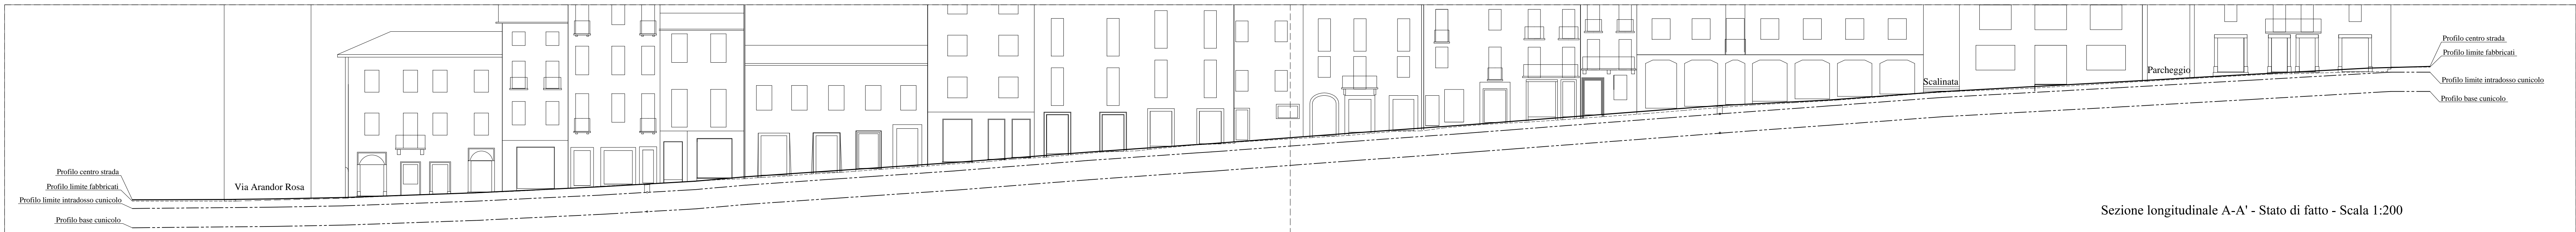 Profilo centro strada
Profilo limite fabbricati
Profilo limite intradosso cunicolo
Profilo base cunicolo
Via Arandor Rosa
Scalinata
Parcheggio
Profilo centro strada
Profilo limite fabbricati
Profilo limite intradosso cunicolo
Profilo base cunicolo
Sezione longitudinale A-A' - Stato di fatto - Scala 1:200